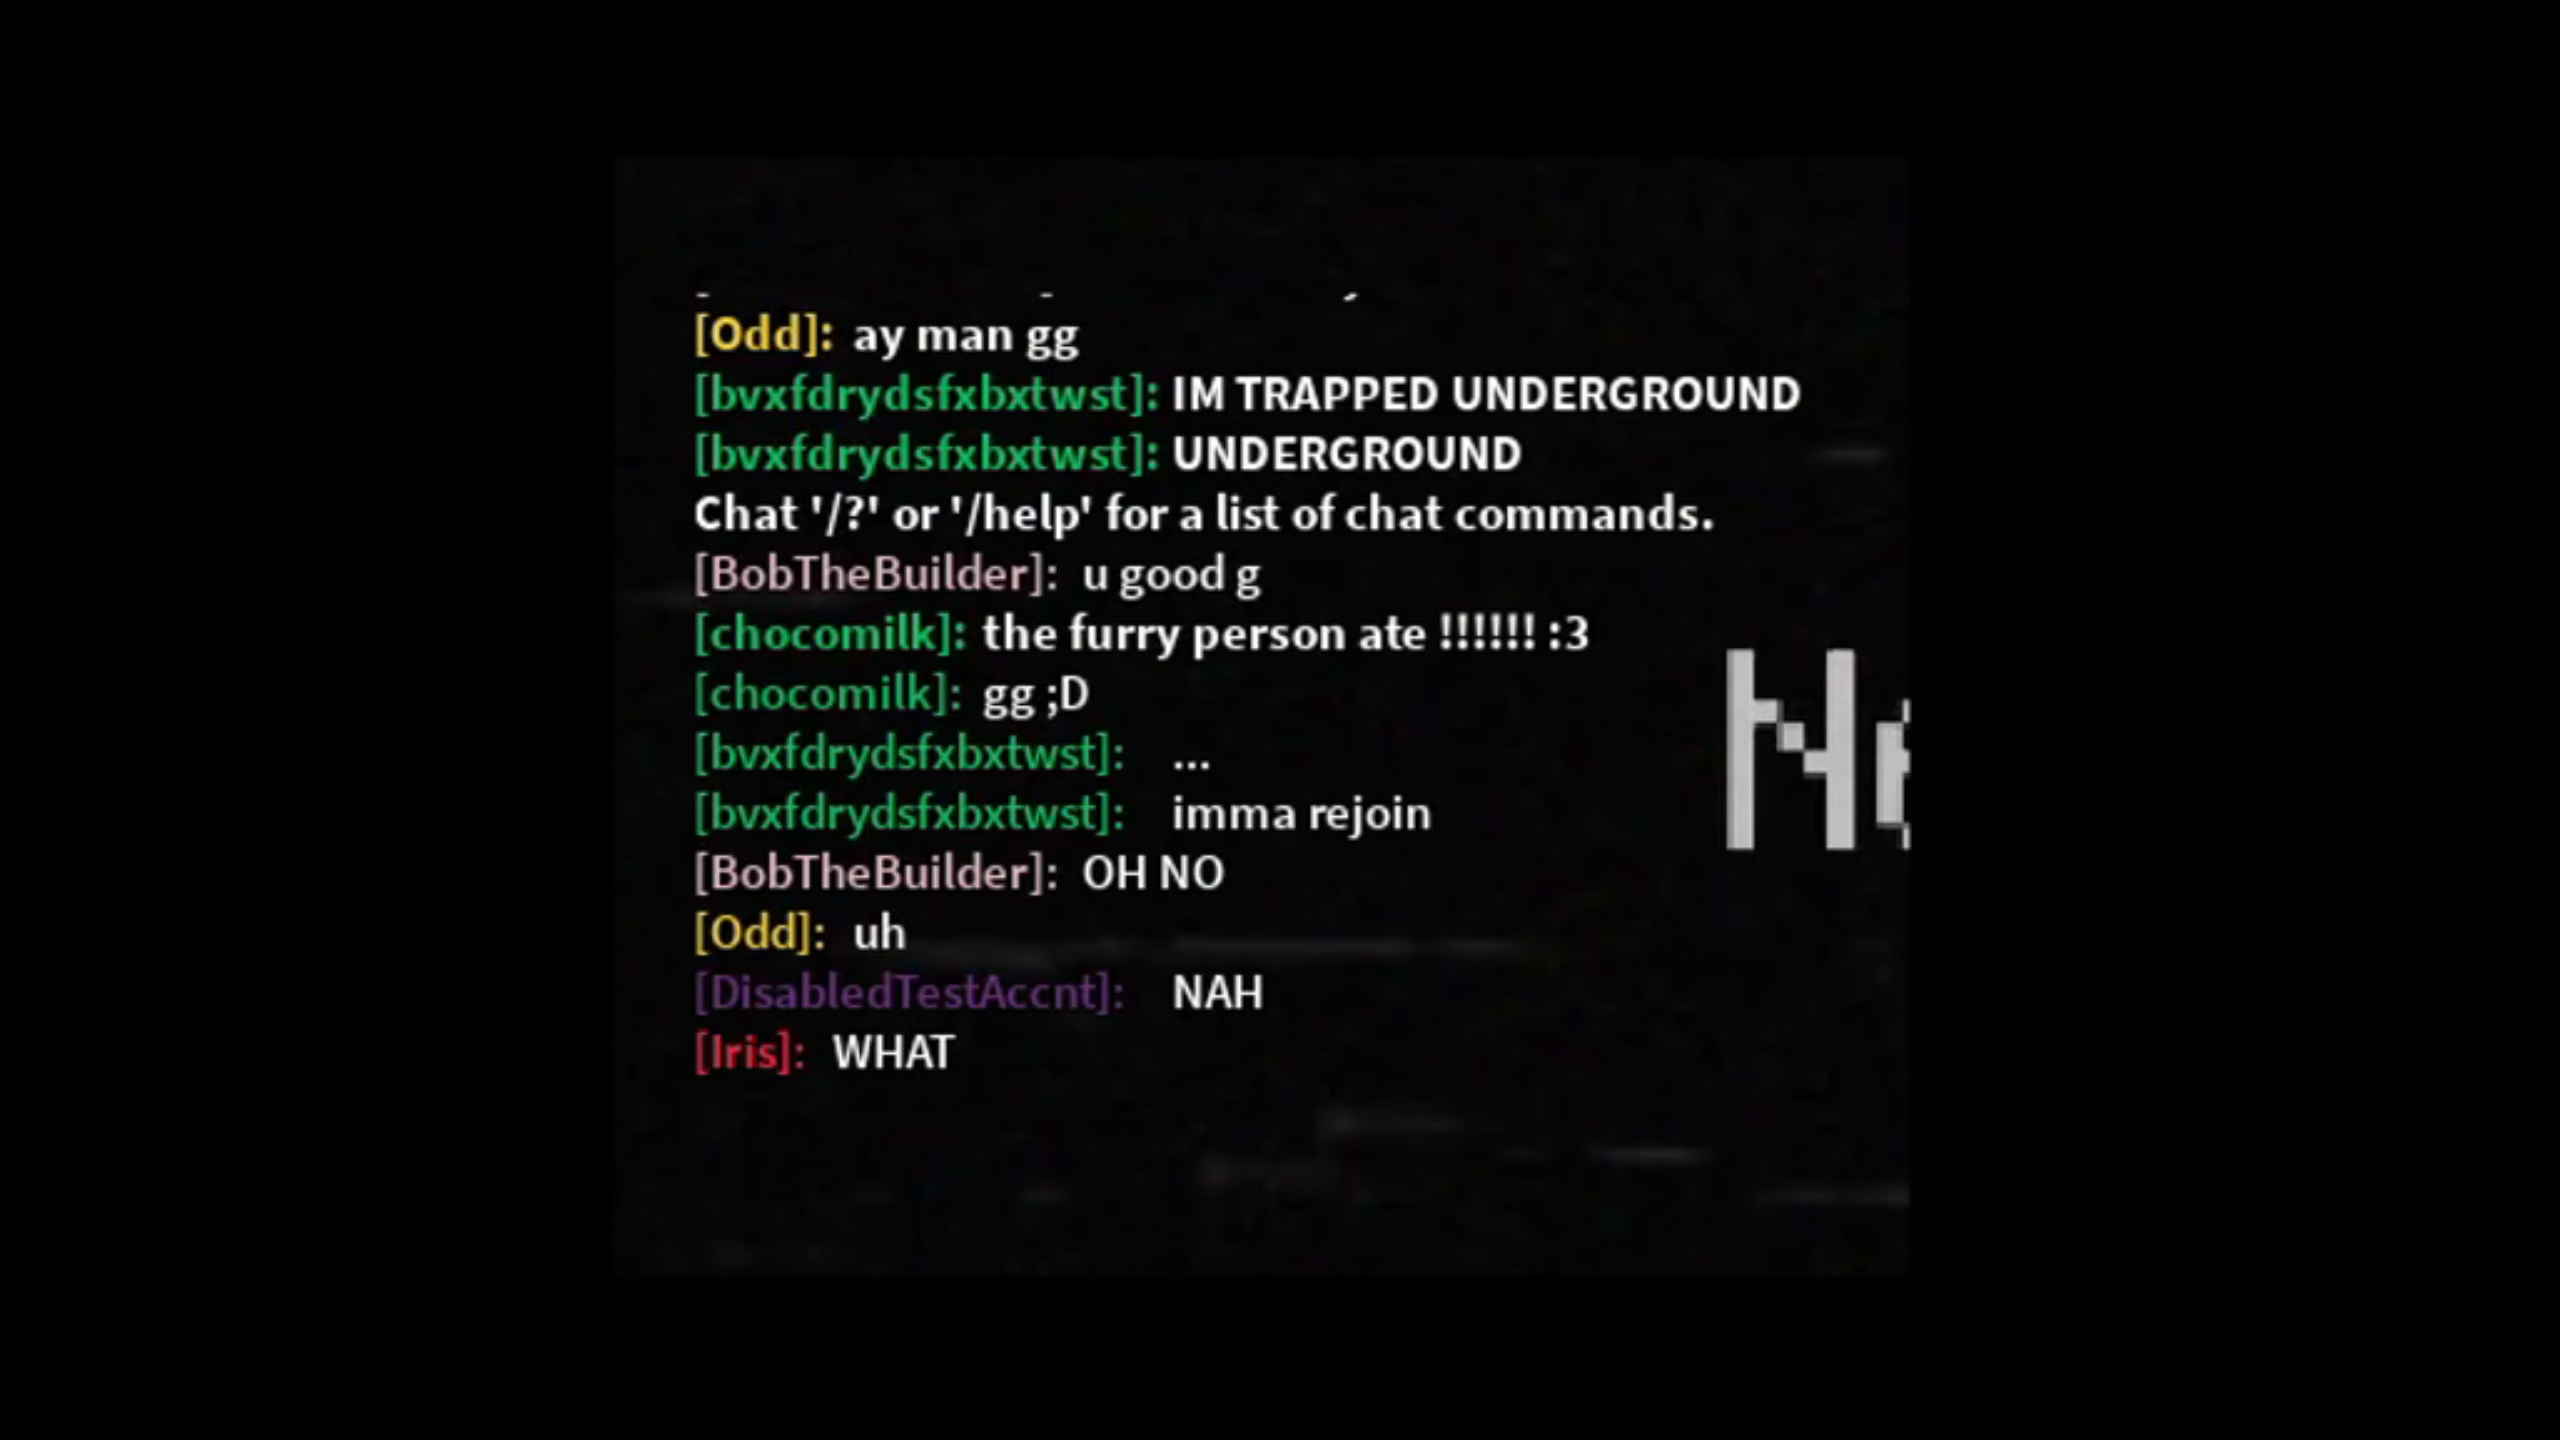 [Odd]: ay man gg
[bvxfdrydsfxbxtwst]: IM TRAPPED UNDERGROUND
[bvxfdrydsfxbxtwst]: UNDERGROUND
Chat '/?' or '/help' for a list of chat commands.
[BobTheBuilder]: u good g
[chocomilk]: the furry person ate !!!!!! :3
[chocomilk]: gg ;D
[bvxfdrydsfxbxtwst]: ...
[bvxfdrydsfxbxtwst]: imma rejoin
[BobTheBuilder]: OH NO
[Odd]: uh
[DisabledTestAccnt]: NAH
[Iris]: WHAT